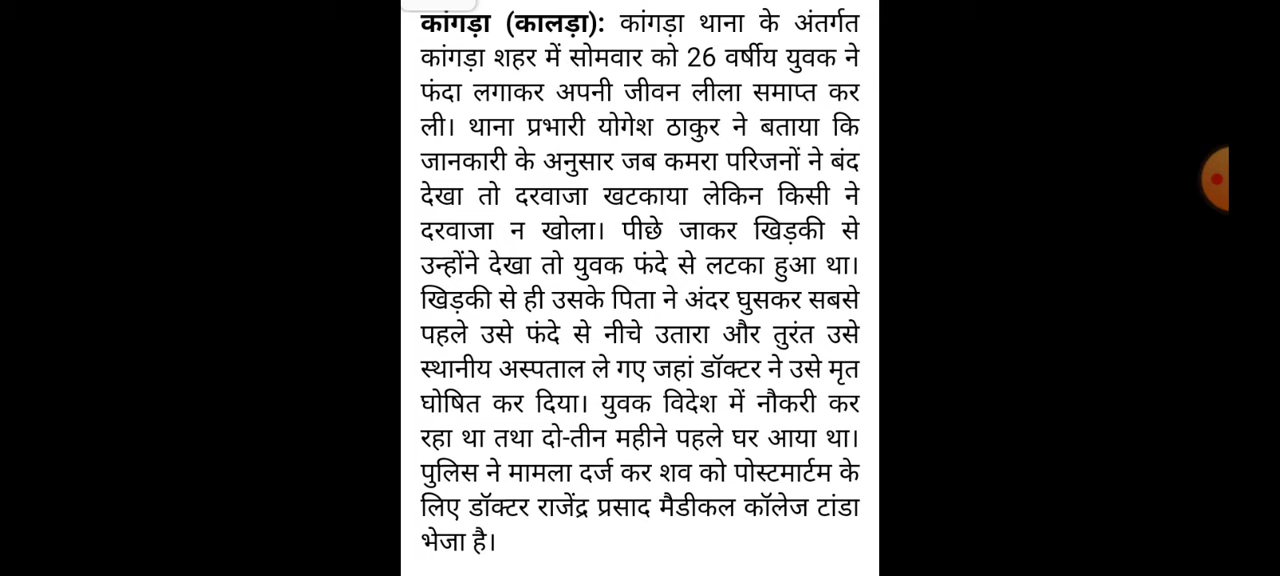 कांगड़ा (कालड़ा): कांगड़ा थाना के अंतर्गत
कांगड़ा शहर में सोमवार को 26 वर्षीय युवक ने
फंदा लगाकर अपनी जीवन लीला समाप्त कर
ली। थाना प्रभारी योगेश ठाकुर ने बताया कि
जानकारी के अनुसार जब कमरा परिजनों ने बंद
देखा तो दरवाजा खटकाया लेकिन किसी ने
दरवाजा न खोला। पीछे जाकर खिड़की से
उन्होंने देखा तो युवक फंदे से लटका हुआ था।
खिड़की से ही उसके पिता ने अंदर घुसकर सबसे
पहले उसे फंदे से नीचे उतारा और तुरंत उसे
स्थानीय अस्पताल ले गए जहां डॉक्टर ने उसे मृत
घोषित कर दिया। युवक विदेश में नौकरी कर
रहा था तथा दो-तीन महीने पहले घर आया था।
पुलिस ने मामला दर्ज कर शव को पोस्टमार्टम के
लिए डॉक्टर राजेंद्र प्रसाद मैडीकल कॉलेज टांडा
भेजा है।